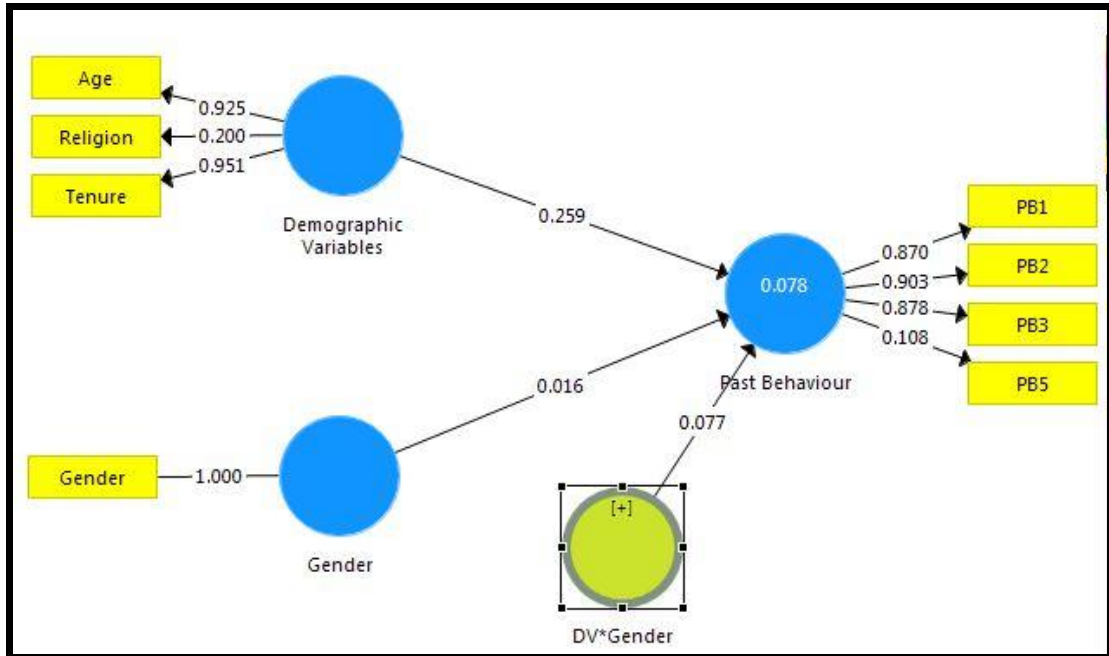 Age
Religion
Tenure
0.925
0.200
0.951
Demographic
Variables
0.259
Gender
1.000
Gender
0.016
0.078
Past Behaviour
0.077
[+]
DV*Gender
0.870
0.903
0.878
0.108
PB1
PB2
PB3
PB5